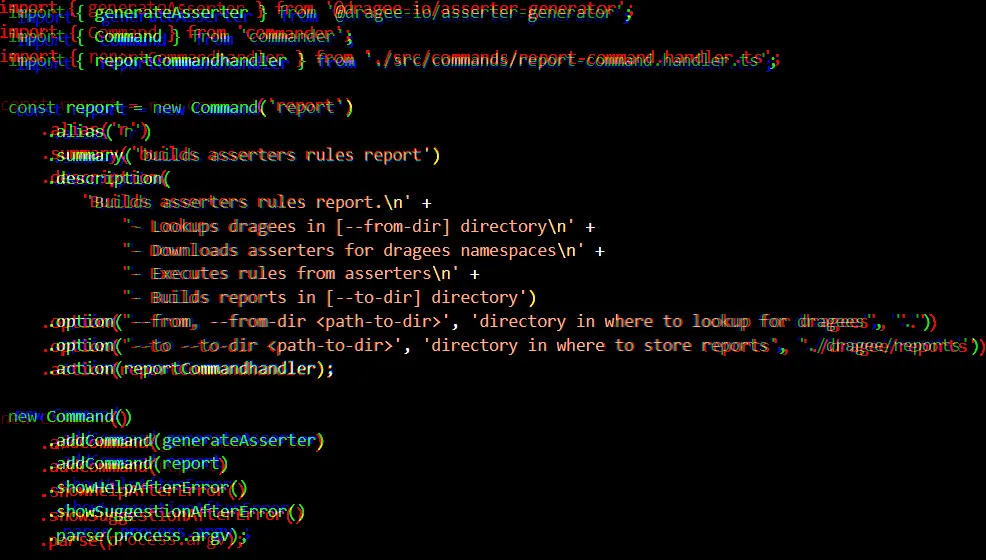 import { generateAsserter } from '@dragee-io/asserter-generator';
import { Command } from 'commander';
import { reportCommandhandler } from './src/commands/report-command.handler.ts';
const report = new Command('report')
.alias('r')
.summary('builds asserters rules report')
.description(
'Builds asserters rules report.\n' +
'- Lookups dragees in [--from-dir] directory\n' +
'- Downloads asserters for dragees namespaces\n' +
'- Executes rules from asserters\n' +
'- Builds reports in [--to-dir] directory')
.option('--from, --from-dir <path-to-dir>', 'directory in where to lookup for dragees', '.')
.option('--to --to-dir <path-to-dir>', 'directory in where to store reports', './dragee/reports')
.action(reportCommandhandler);
new Command()
.addCommand(generateAsserter)
.addCommand(report)
.showHelpAfterError()
.showSuggestionAfterError()
.parse(process.argv);